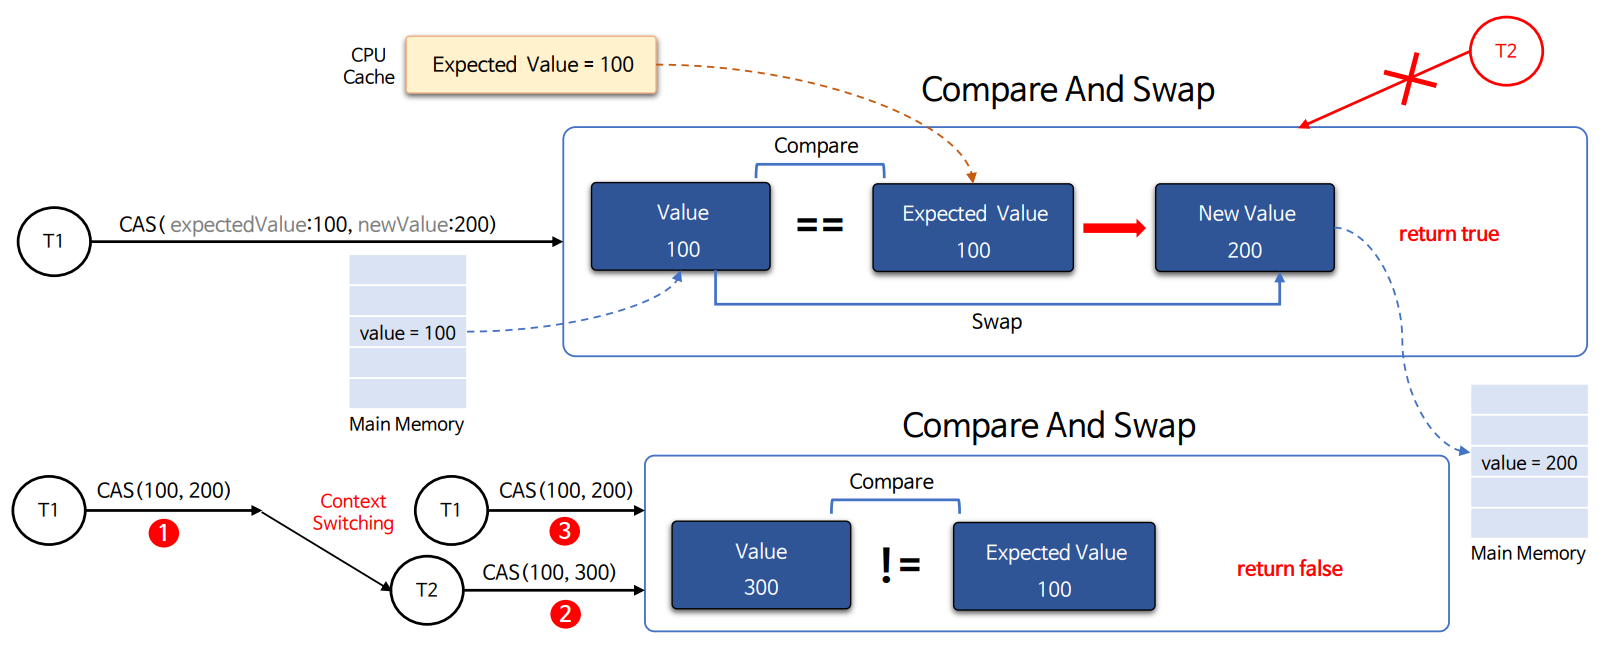 CPU
Cache
Expected Value = 100
T2
Compare And Swap
Compare
T1
CAS( expectedValue:100, newValue:200)
Value
100
==
Expected Value
100
New Value
200
return true
Swap
value = 100
Main Memory
value = 200
Main Memory
Compare And Swap
T1
CAS(100, 200)
1
Context
Switching
T1
CAS(100, 200)
3
T2
CAS(100, 300)
2
Compare
Value
300
!=
Expected Value
100
return false